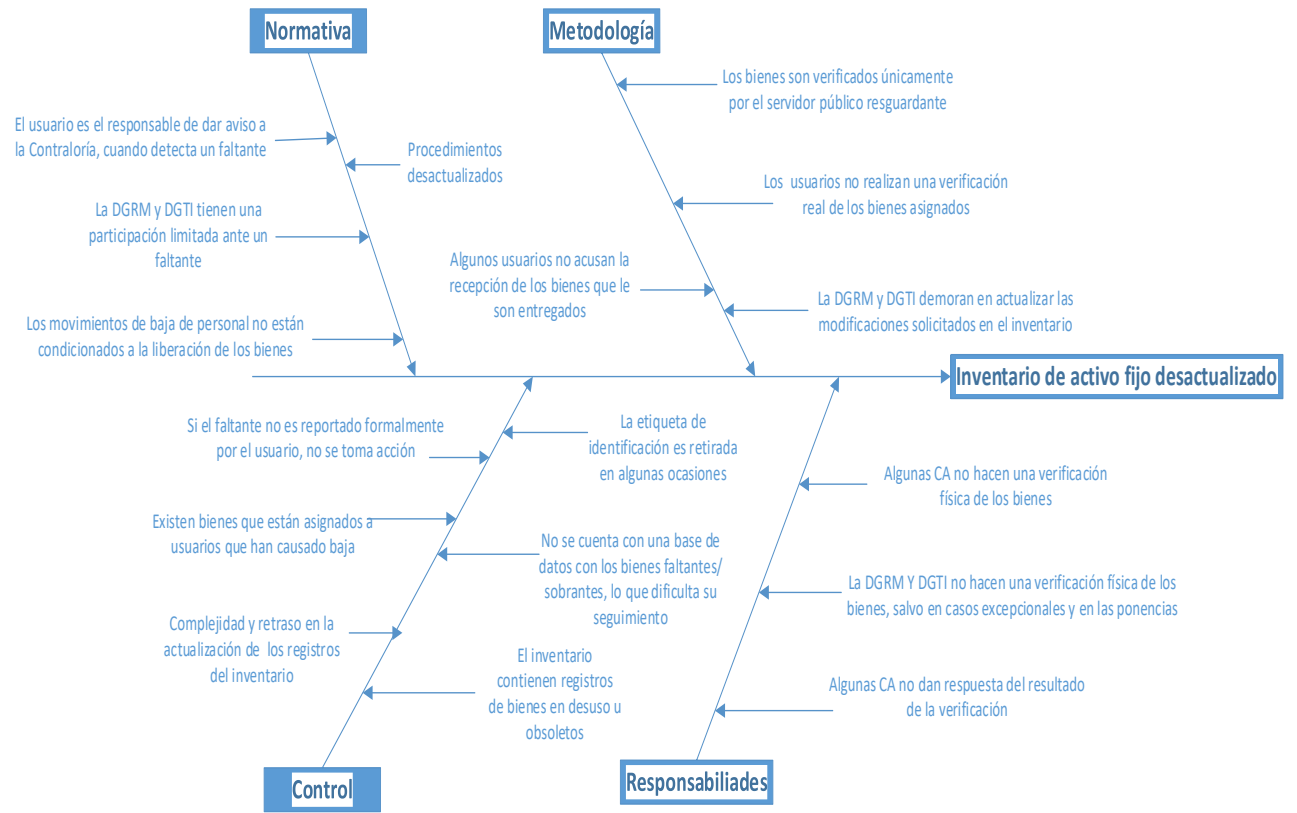 Normativa
El usuario es el responsable de dar aviso a
la Contraloría, cuando detecta un faltante
Procedimientos
desactualizados
La DGRM y DGTI tienen una
participación limitada ante un
faltante
Los movimientos de baja de personal no están
condicionados a la liberación de los bienes
Metodología
Los bienes son verificados únicamente
por el servidor público resguardante
Los usuarios no realizan una verificación
real de los bienes asignados
Algunos usuarios no acusan la
recepción de los bienes que le
son entregados
La DGRM y DGTI demoran en actualizar las
modificaciones solicitados en el inventario
Inventario de activo fijo desactualizado
Si el faltante no es reportado formalmente
por el usuario, no se toma acción
La etiqueta de
identificación es retirada
en algunas ocasiones
Existen bienes que están asignados a
usuarios que han causado baja
No se cuenta con una base de
datos con los bienes faltantes/
sobrantes, lo que dificulta su
seguimiento
Complejidad y retraso en la
actualización de los registros
del inventario
El inventario
contienen registros
de bienes en desuso u
obsoletos
Control
Algunas CA no hacen una verificación
física de los bienes
La DGRM Y DGTI no hacen una verificación física de los
bienes, salvo en casos excepcionales y en las ponencias
Algunas CA no dan respuesta del resultado
de la verificación
Responsabiliades